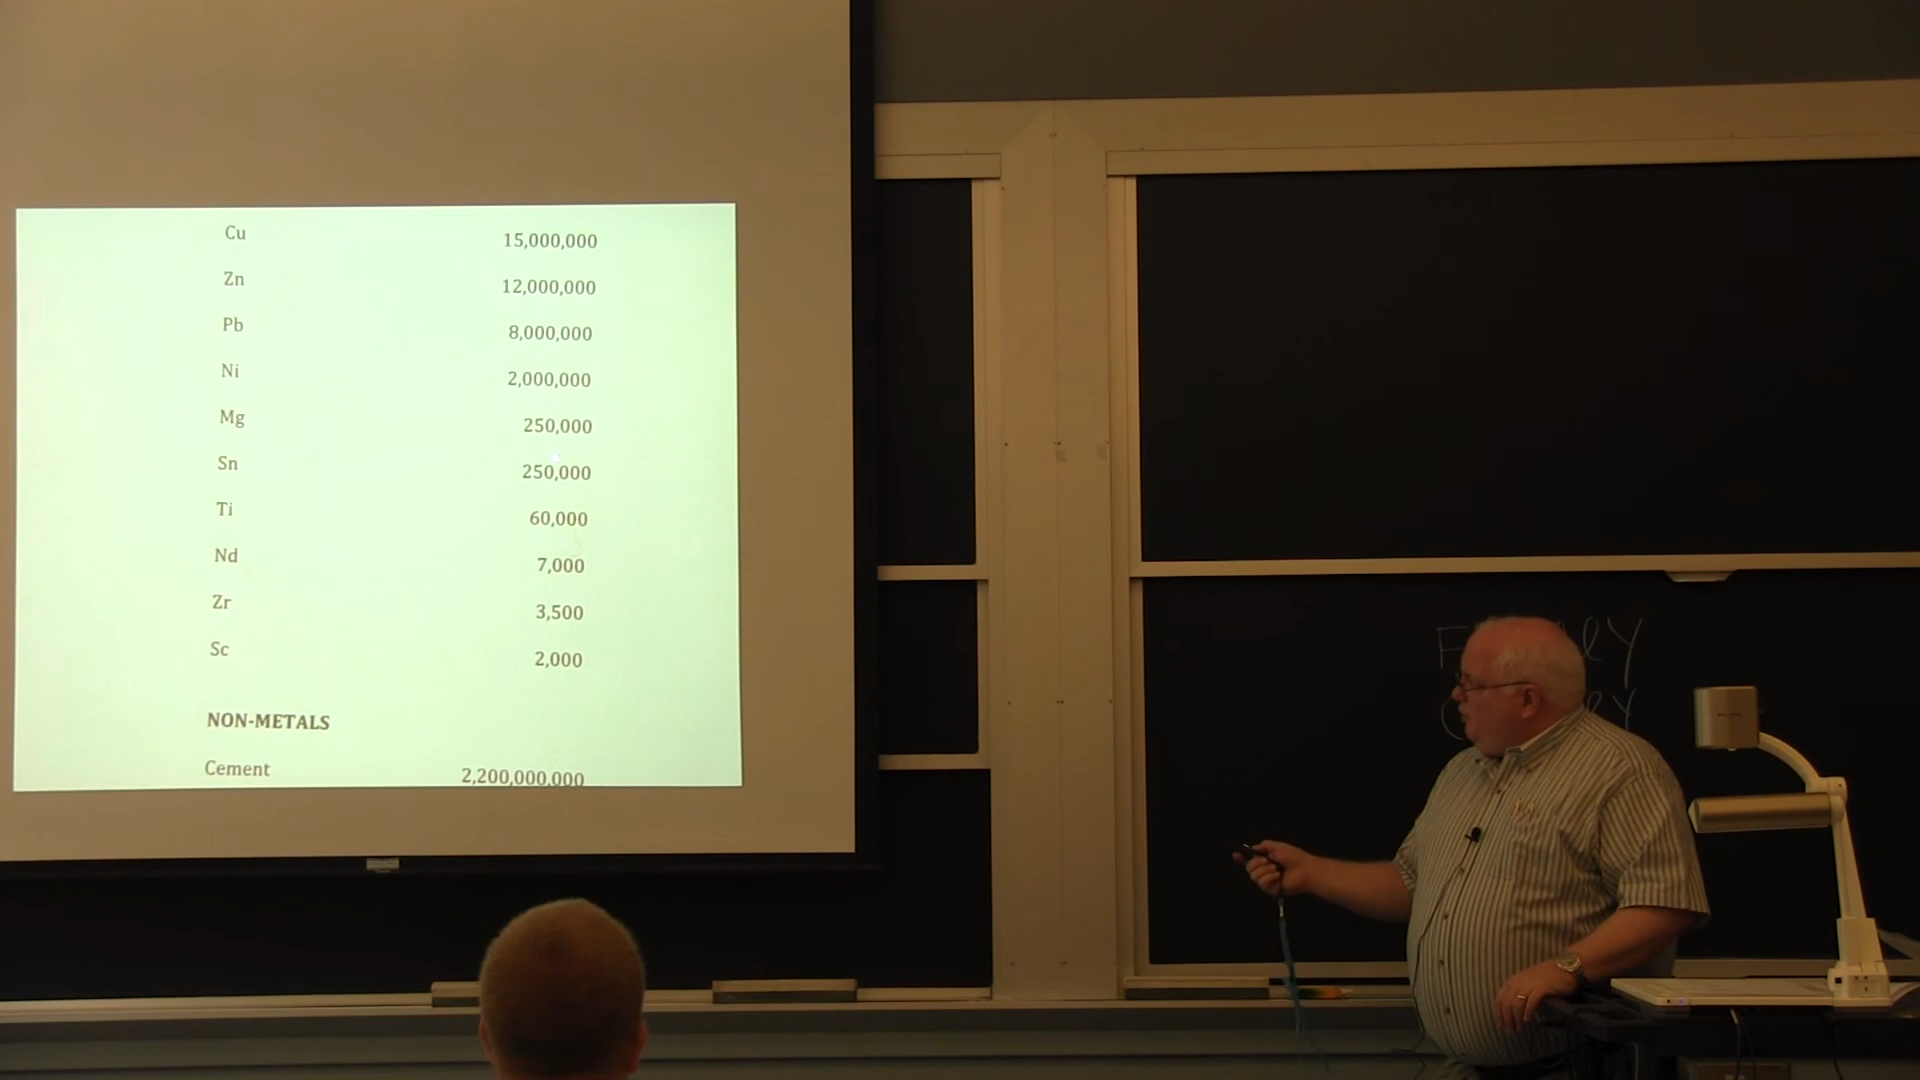 Cu 15,000,000
Zn 12,000,000
Pb 8,000,000
Ni 2,000,000
Mg 250,000
Sn 250,000
Ti 60,000
Nd 7,000
Zr 3,500
Sc 2,000
NON-METALS
Cement 2,200,000,000